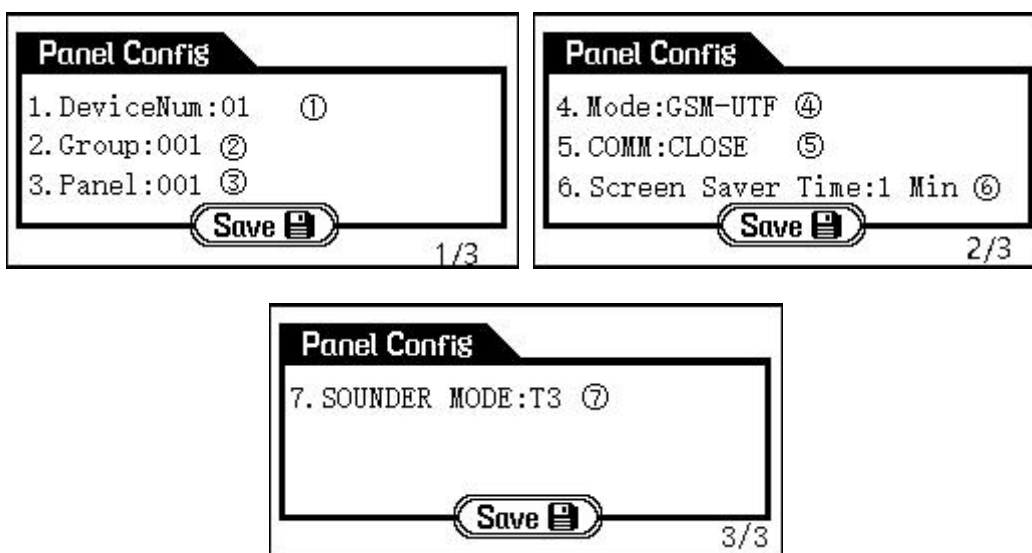 Panel Config
1.DeviceNum:01 ①
2.Group:001 ②
3.Panel:001 ③
Save
1/3
Panel Config
4.Mode:GSM-UTF ④
5.COMM:CLOSE ⑤
6.Screen Saver Time:1 Min ⑥
Save
2/3
Panel Config
7.SOUNDER MODE:T3 ⑦
Save
3/3